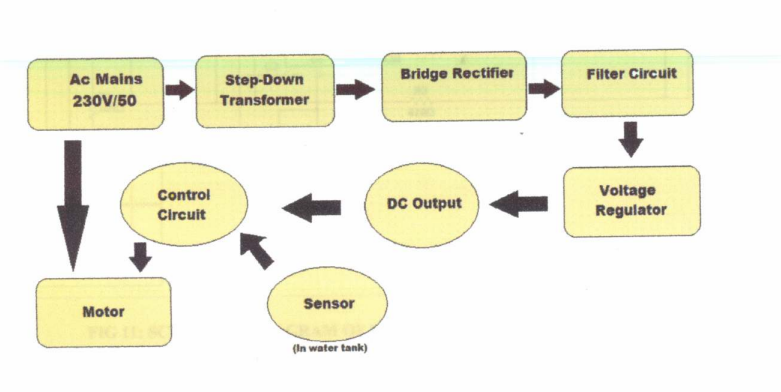 Ac Mains
230V/50
Step-Down
Transformer
Bridge Rectifier
Filter Circuit
Control
Circuit
DC Output
Voltage
Regulator
Motor
Sensor
(In water tank)